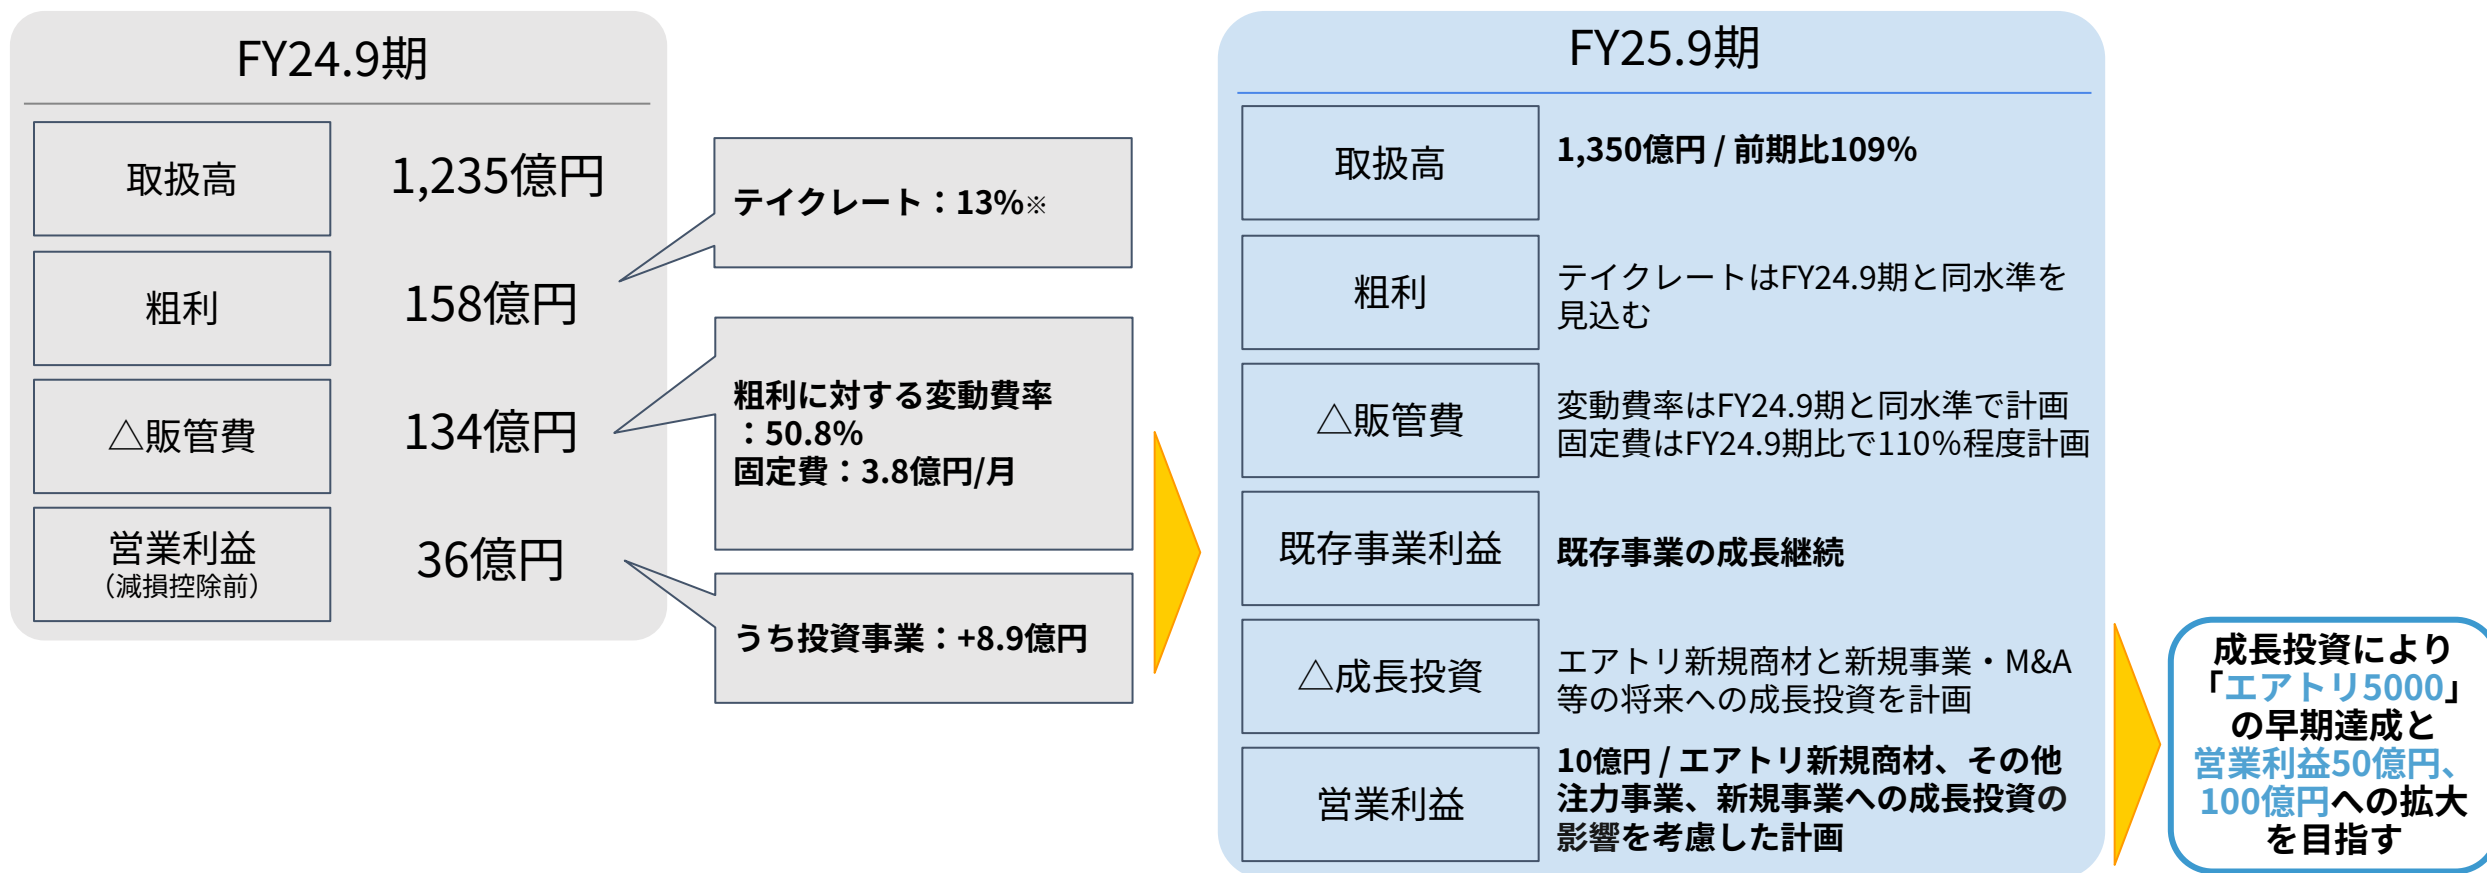 FY24.9期
取扱高
1,235億円
粗利
158億円
△販管費
134億円
営業利益
（減損控除前）
36億円
テイクレート：13%※
粗利に対する変動費率
：50.8%
固定費：3.8億円/月
うち投資事業：+8.9億円
FY25.9期
取扱高
1,350億円 / 前期比109%
粗利
テイクレートはFY24.9期と同水準を
見込む
△販管費
変動費率はFY24.9期と同水準で計画
固定費はFY24.9期比で110％程度計画
既存事業利益
既存事業の成長継続
△成長投資
エアトリ新規商材と新規事業・M&A
等の将来への成長投資を計画
営業利益
10億円 / エアトリ新規商材、その他
注力事業、新規事業への成長投資の
影響を考慮した計画
成長投資により
「エアトリ5000」
の早期達成と
営業利益50億円、
100億円への拡大
を目指す